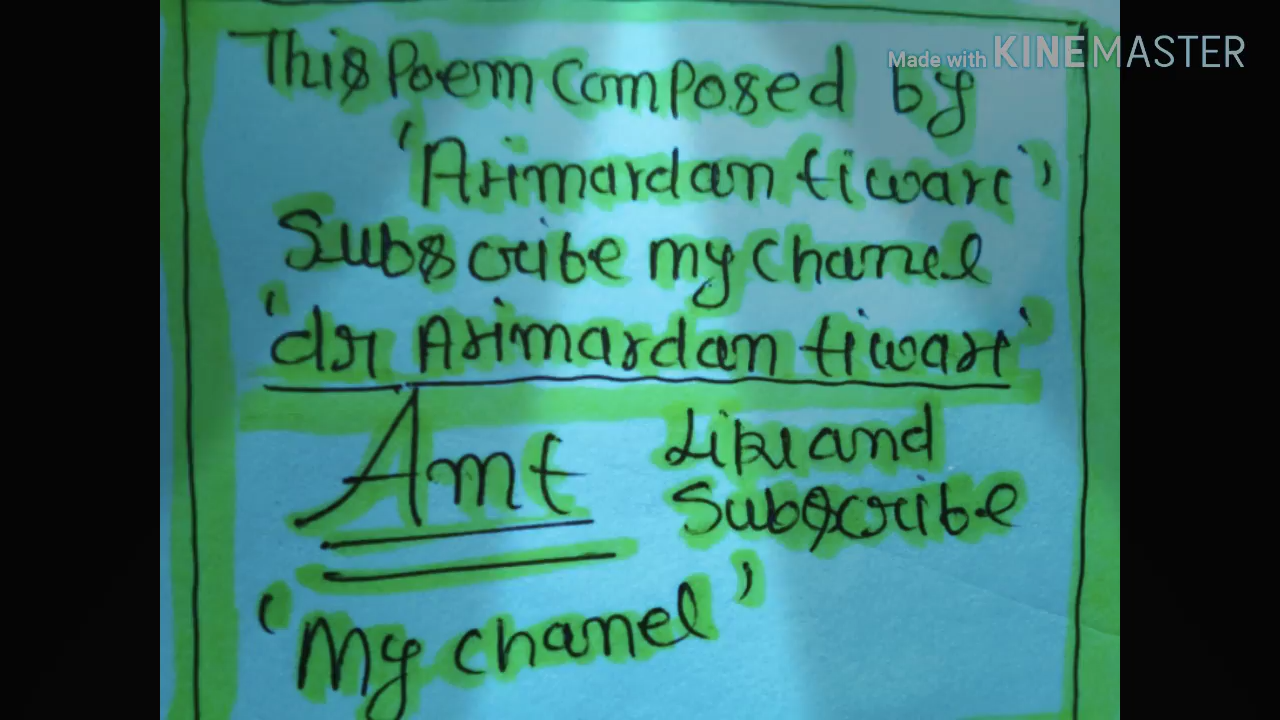 Made with KINEMASTER
This Poem Composed by
'Arimardan tiwari'
Subscribe my chanel
'dr Arimardan tiwari'
Amt
Like and
Subscribe
"My chanel"